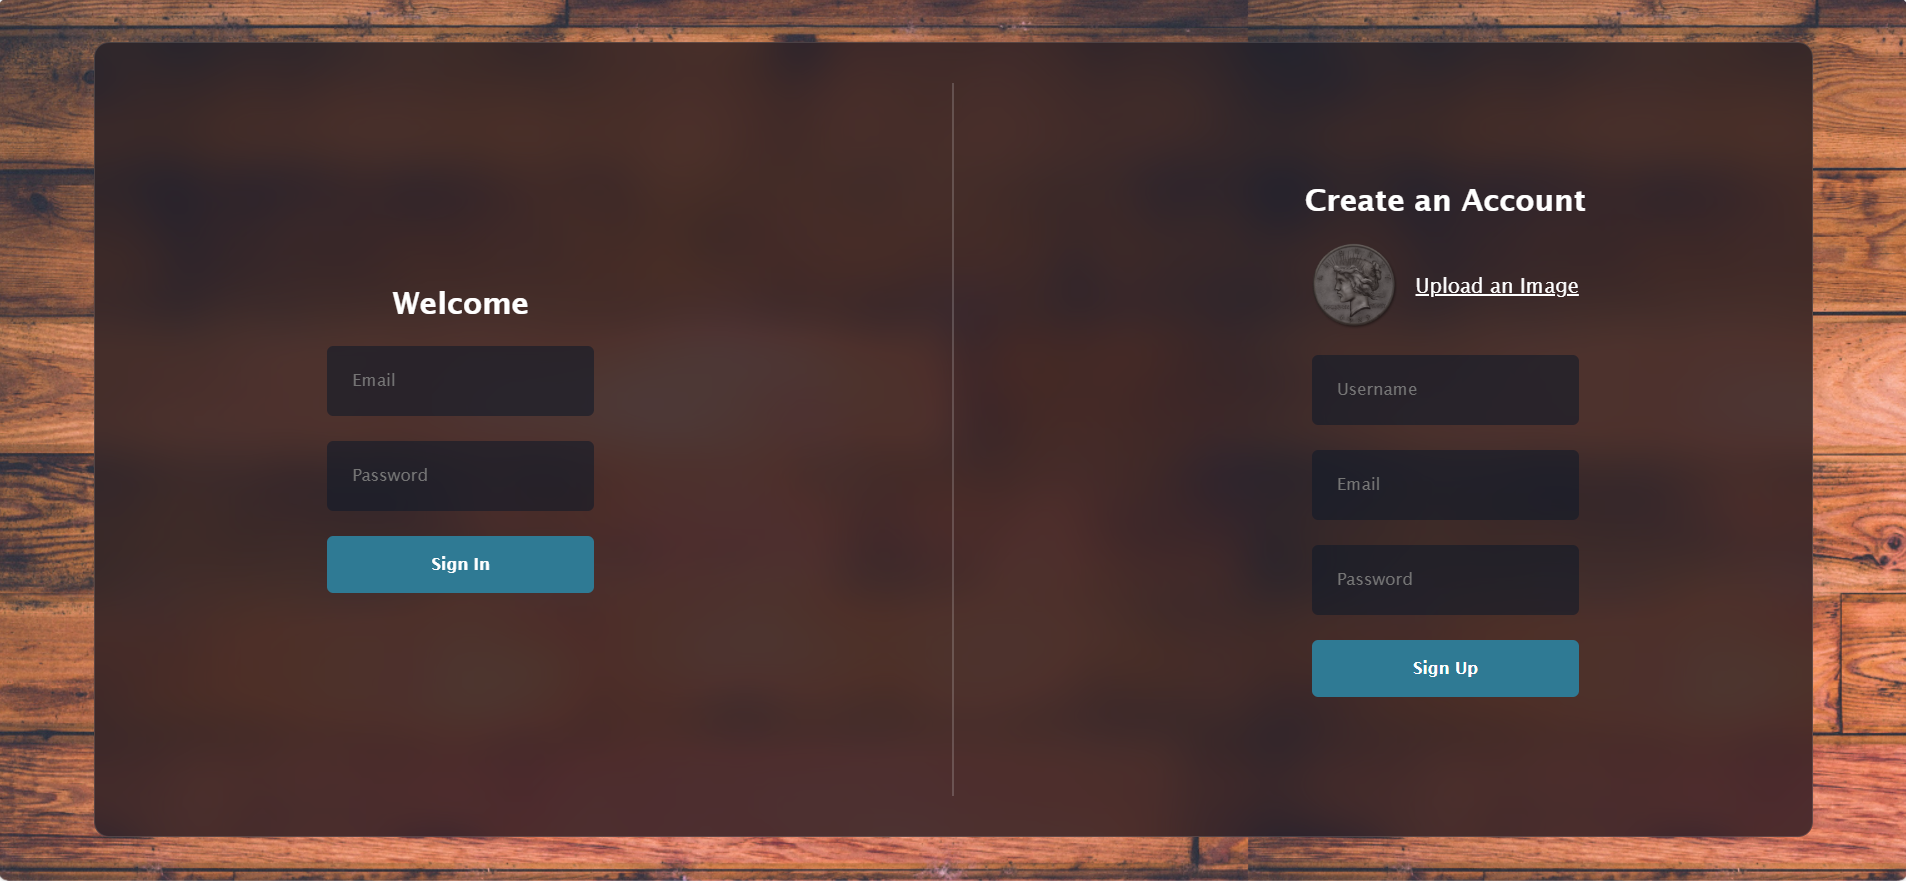 Welcome
Email
Password
Sign In
Create an Account
Upload an Image
Username
Email
Password
Sign Up